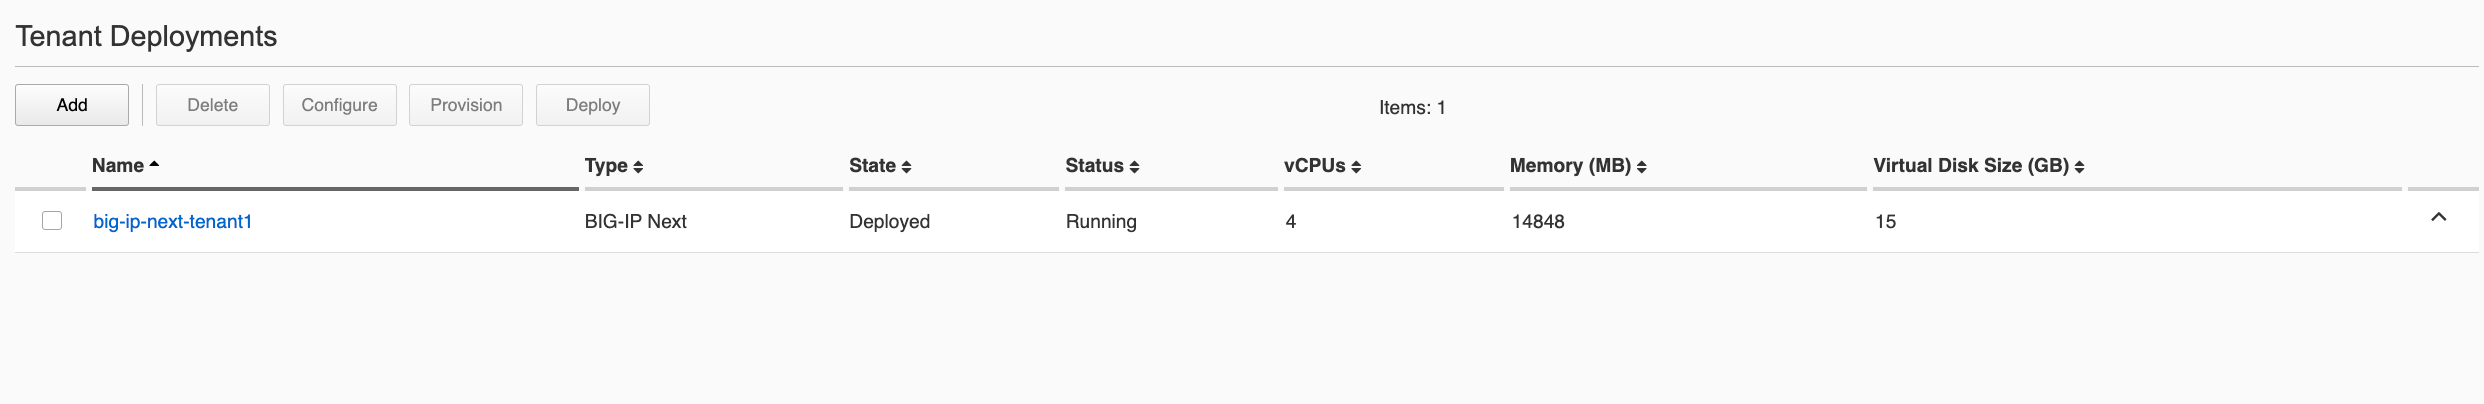 Tenant Deployments
Add Delete Configure Provision Deploy Items: 1
Name Type State Status vCPUs Memory (MB) Virtual Disk Size (GB)
big-ip-next-tenant1 BIG-IP Next Deployed Running 4 14848 15